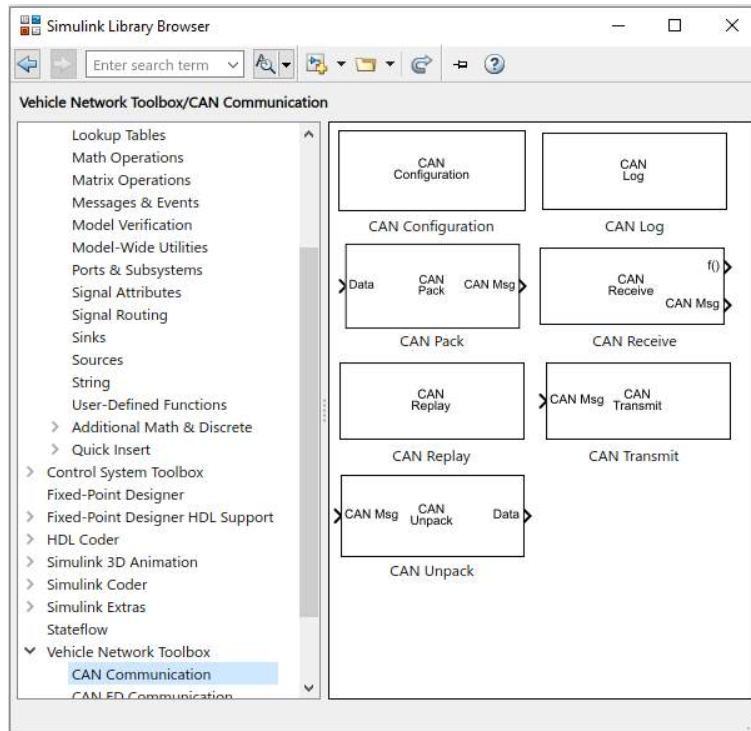 Simulink Library Browser
Enter search term
Vehicle Network Toolbox/CAN Communication
Lookup Tables
Math Operations
Matrix Operations
Messages & Events
Model Verification
Model-Wide Utilities
Ports & Subsystems
Signal Attributes
Signal Routing
Sinks
Sources
String
User-Defined Functions
Additional Math & Discrete
Quick Insert
Control System Toolbox
Fixed-Point Designer
Fixed-Point Designer HDL Support
HDL Coder
Simulink 3D Animation
Simulink Coder
Simulink Extras
Stateflow
Vehicle Network Toolbox
CAN Communication
CAN FD Communication
CAN
Configuration
CAN Configuration
CAN
Log
CAN Log
Data
CAN
Pack
CAN Msg
CAN Pack
CAN
Receive
f()
CAN Msg
CAN Receive
CAN
Replay
CAN Replay
CAN Msg
CAN
Transmit
CAN Transmit
CAN Msg
CAN
Unpack
Data
CAN Unpack